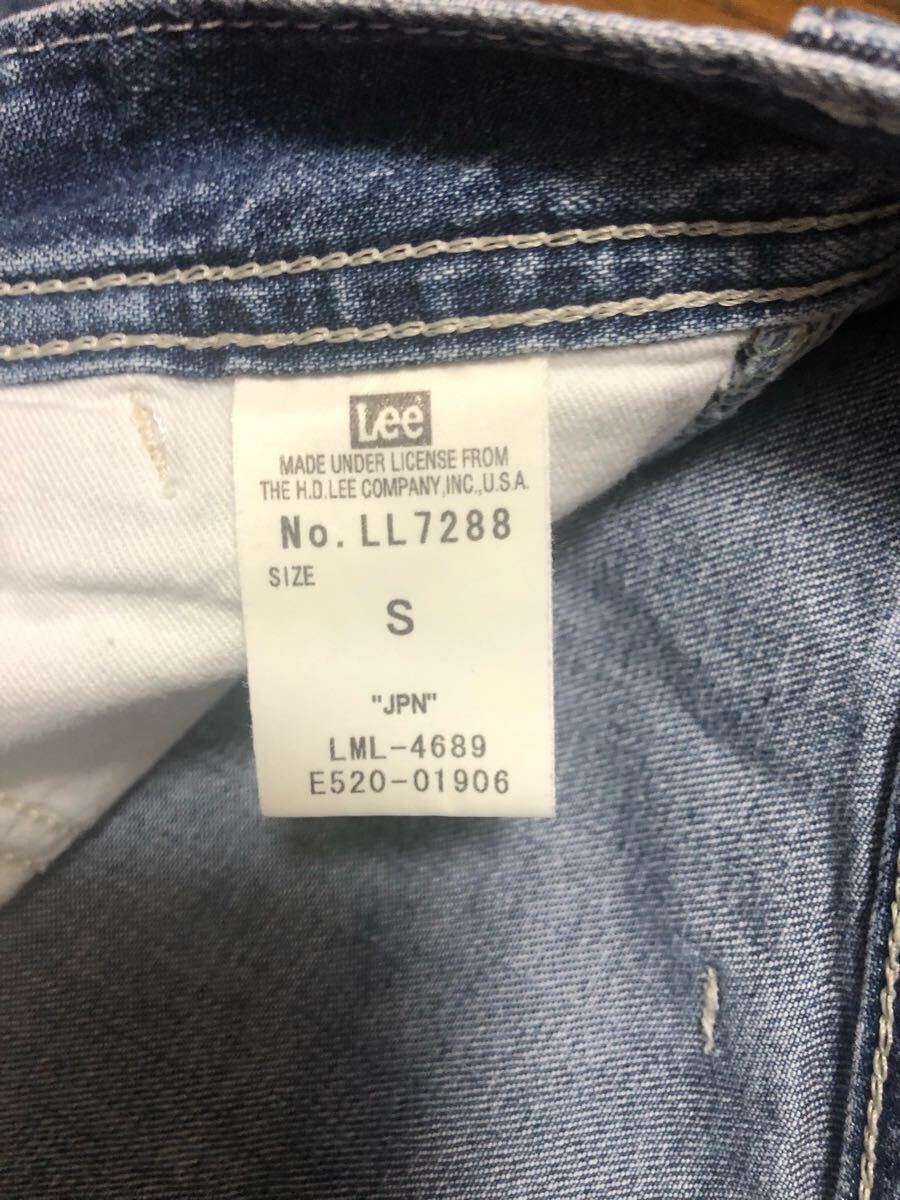 Lee
MADE UNDER LICENSE FROM
THE H.D.LEE COMPANY,INC.,U.S.A.
No. LL7288
SIZE
S
"JPN"
LML-4689
E520-01906